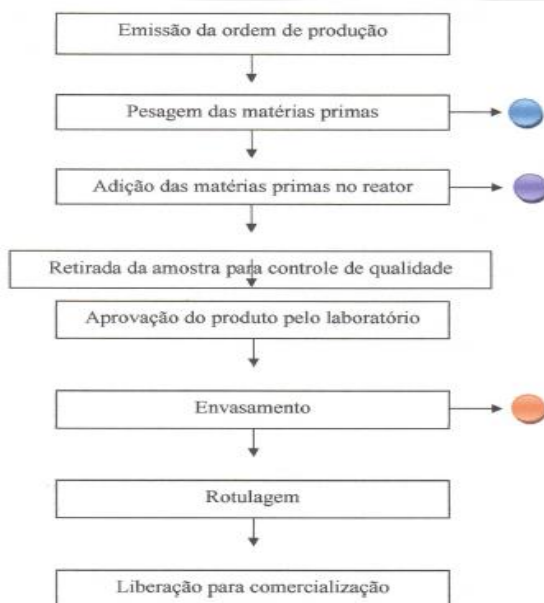 Emissão da ordem de produção
Pesagem das matérias primas
Adição das matérias primas no reator
Retirada da amostra para controle de qualidade
Aprovação do produto pelo laboratório
Envasamento
Rotulagem
Liberação para comercialização